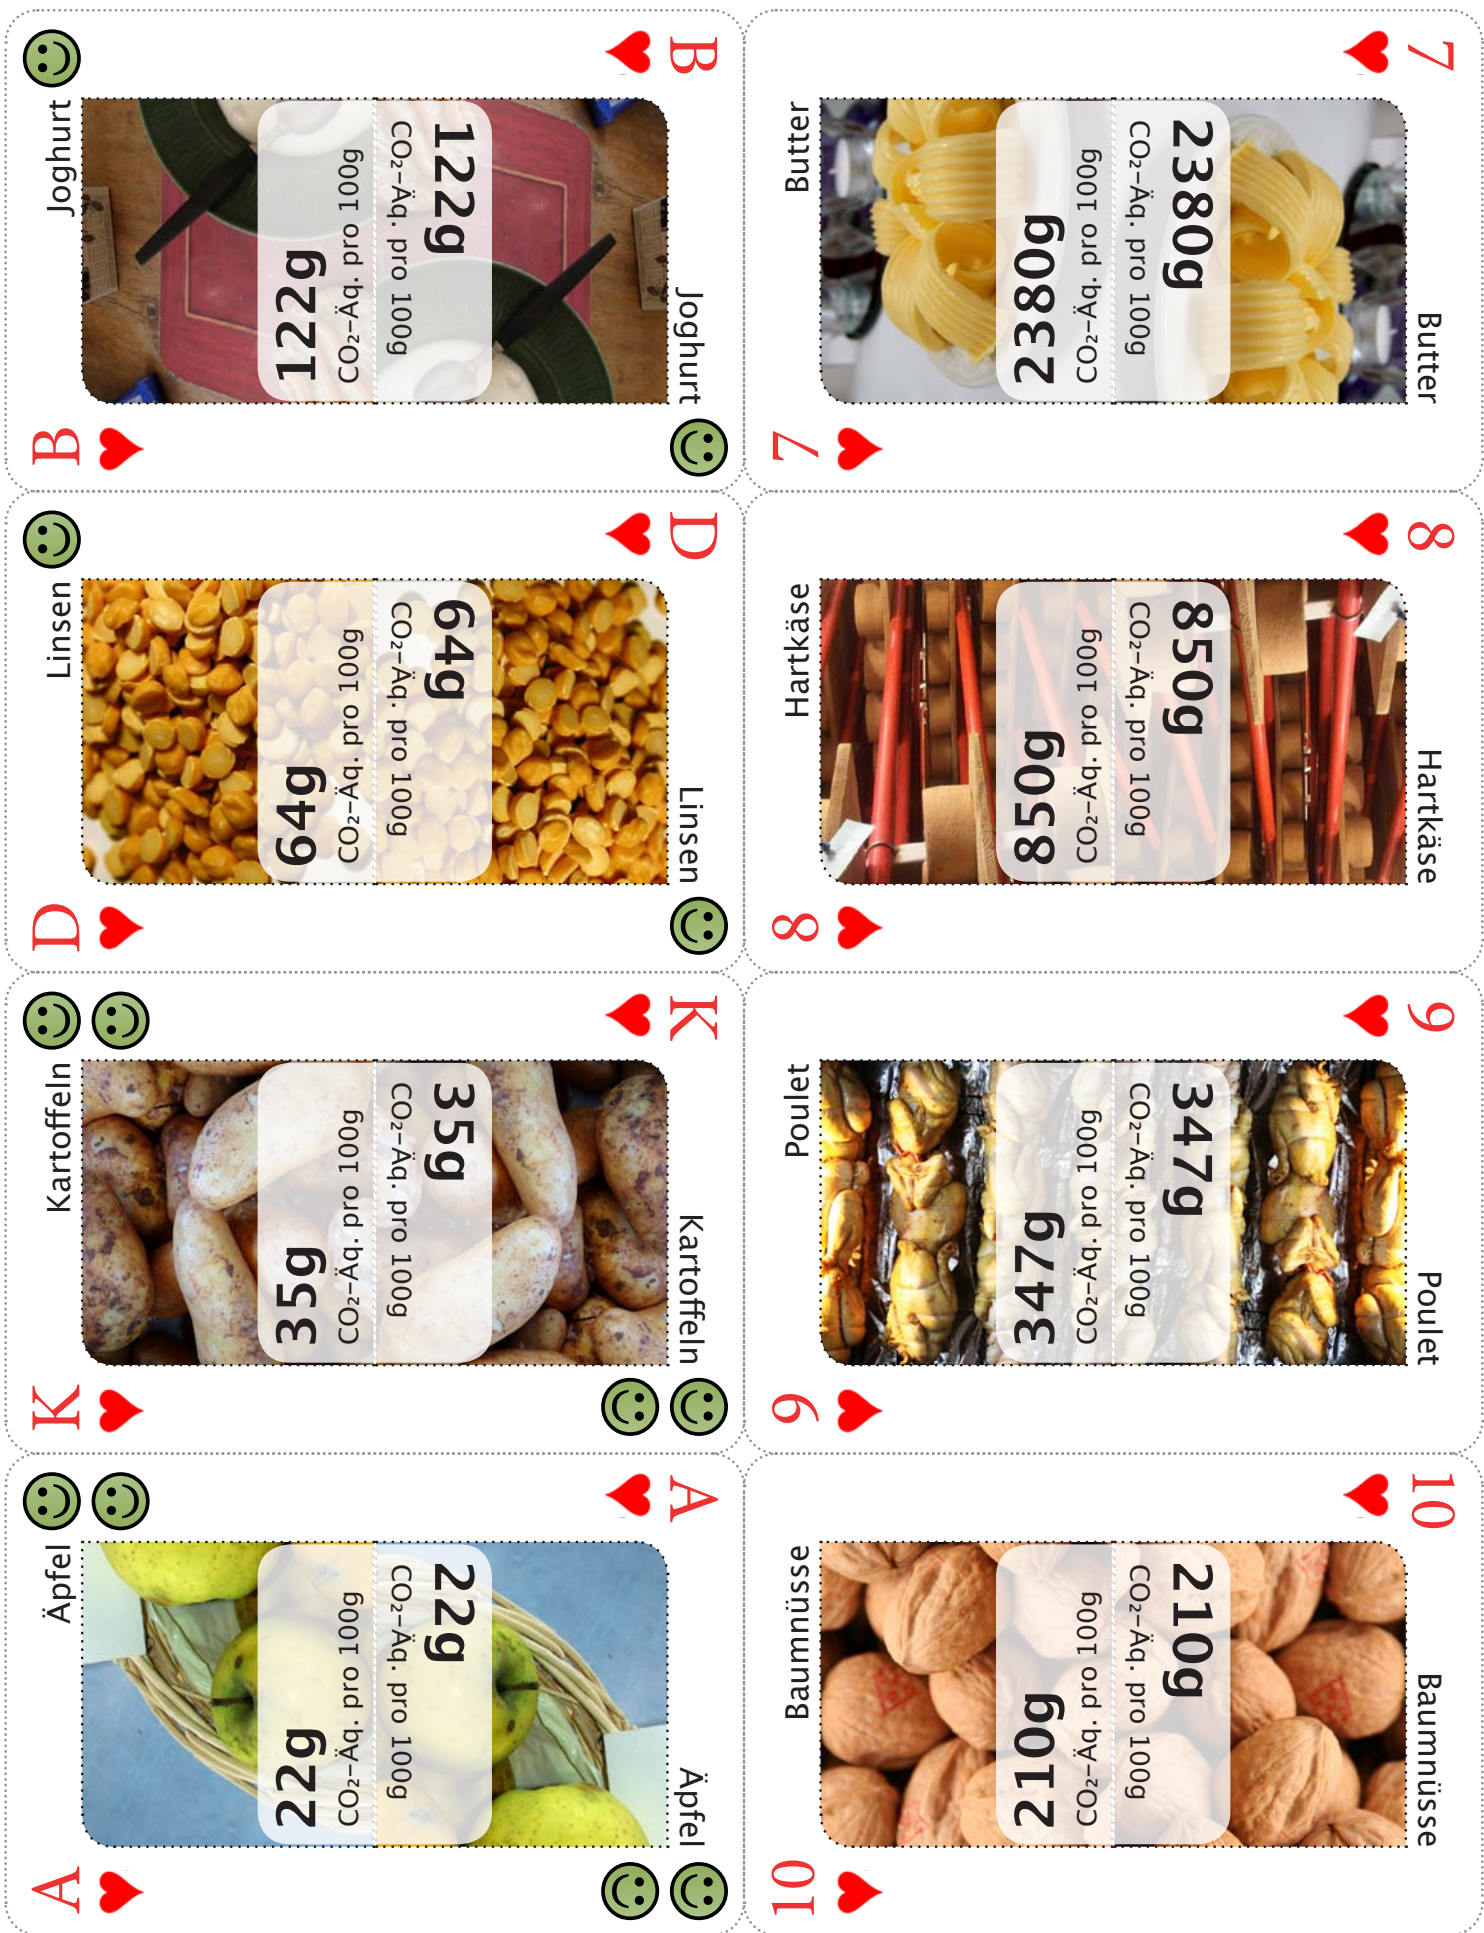 B
Joghurt
122g
CO₂-Äq. pro 100g
122g
CO₂-Äq. pro 100g
Joghurt
B
7
Butter
2380g
CO₂-Äq. pro 100g
2380g
CO₂-Äq. pro 100g
Butter
7
D
Linsen
64g
CO₂-Äq. pro 100g
64g
CO₂-Äq. pro 100g
Linsen
D
8
Hartkäse
850g
CO₂-Äq. pro 100g
850g
CO₂-Äq. pro 100g
Hartkäse
8
K
Kartoffeln
35g
CO₂-Äq. pro 100g
35g
CO₂-Äq. pro 100g
Kartoffeln
K
9
Poulet
347g
CO₂-Äq. pro 100g
347g
CO₂-Äq. pro 100g
Poulet
9
A
Äpfel
22g
CO₂-Äq. pro 100g
22g
CO₂-Äq. pro 100g
Äpfel
A
10
Baumnüsse
210g
CO₂-Äq. pro 100g
210g
CO₂-Äq. pro 100g
Baumnüsse
10